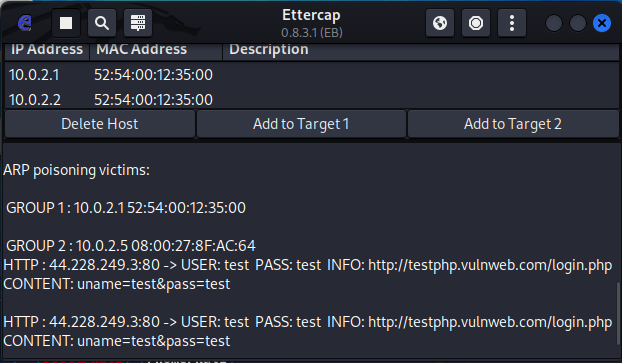 Ettercap
0.8.3.1 (EB)
IP Address MAC Address Description
10.0.2.1 52:54:00:12:35:00
10.0.2.2 52:54:00:12:35:00
Delete Host Add to Target 1 Add to Target 2
ARP poisoning victims:
GROUP 1 : 10.0.2.1 52:54:00:12:35:00
GROUP 2 : 10.0.2.5 08:00:27:8F:AC:64
HTTP : 44.228.249.3:80 -> USER: test PASS: test INFO: http://testphp.vulnweb.com/login.php
CONTENT: uname=test&pass=test
HTTP : 44.228.249.3:80 -> USER: test PASS: test INFO: http://testphp.vulnweb.com/login.php
CONTENT: uname=test&pass=test